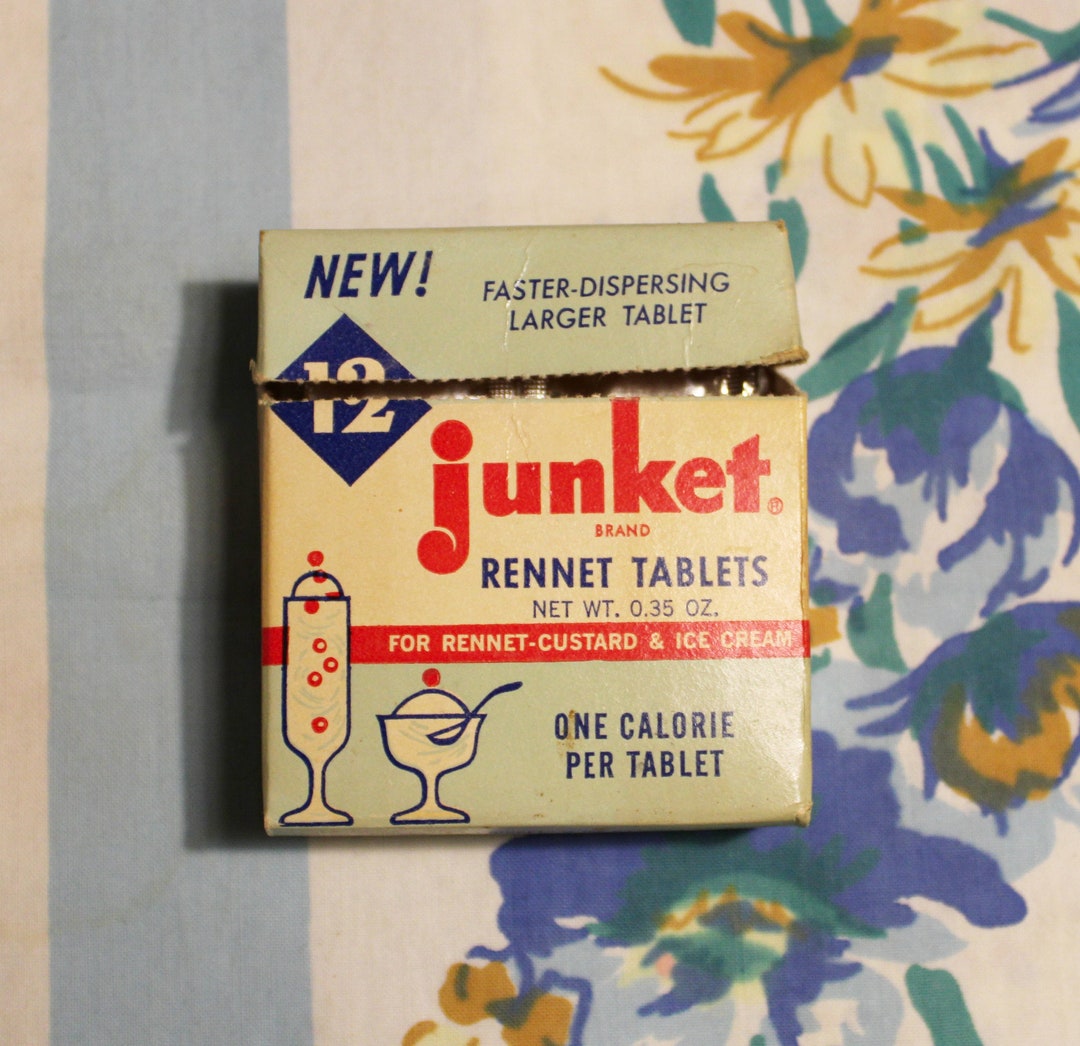 NEW!
FASTER-DISPERSING
LARGER TABLET
12
junket®
BRAND
RENNET TABLETS
NET WT. 0.35 OZ.
FOR RENNET-CUSTARD & ICE CREAM
ONE CALORIE
PER TABLET